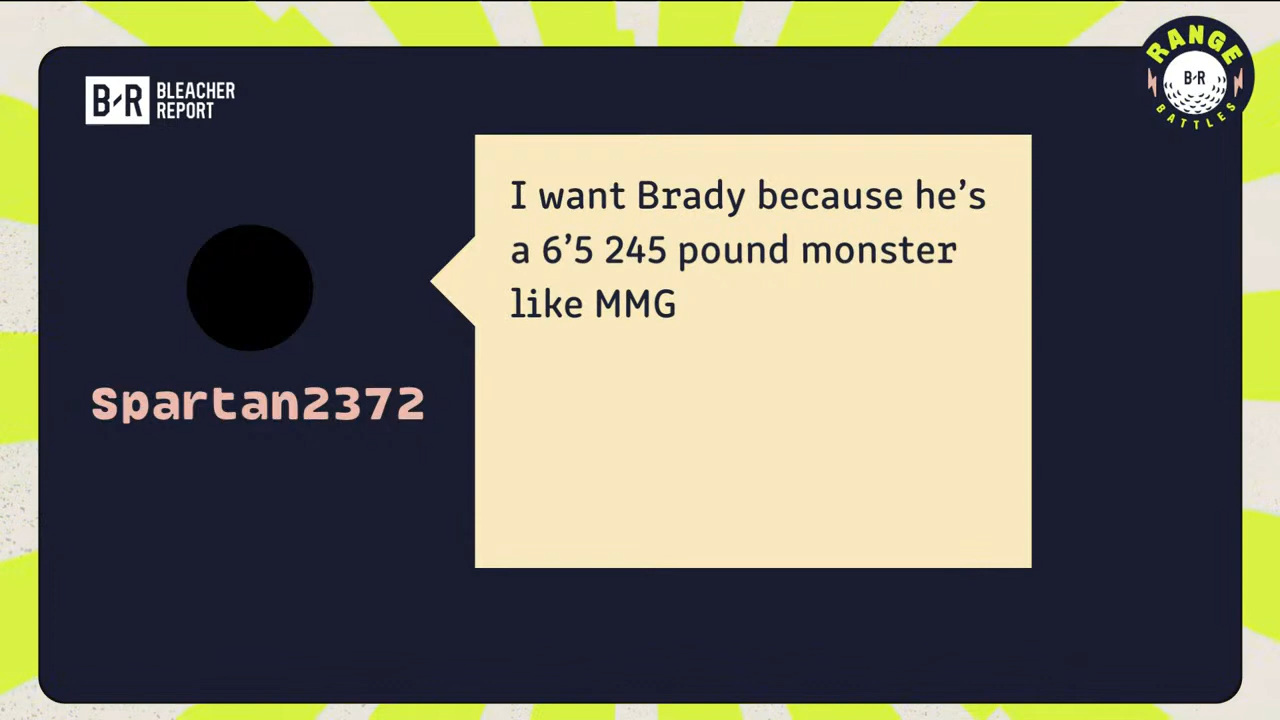 B-R BLEACHER
REPORT
RANGE
B-R
BATTLES
I want Brady because he’s
a 6’5 245 pound monster
like MMG
Spartan2372